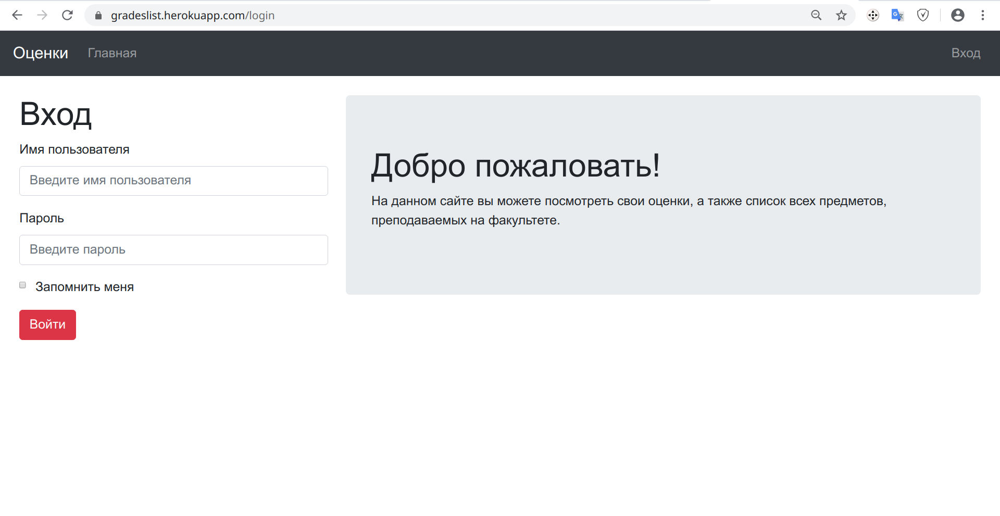 gradeslist.herokuapp.com/login
Оценки Главная Вход
Вход
Имя пользователя
Введите имя пользователя
Пароль
Введите пароль
Запомнить меня
Войти
Добро пожаловать!
На данном сайте вы можете посмотреть свои оценки, а также список всех предметов,
преподаваемых на факультете.